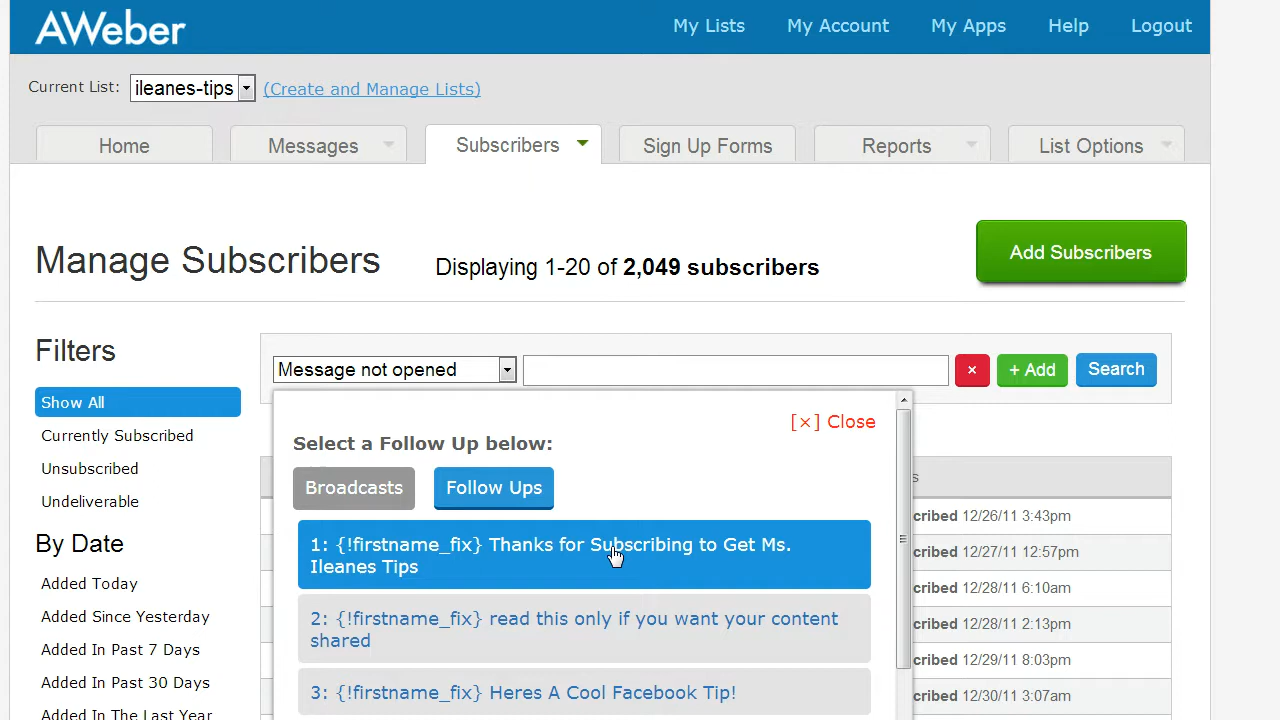 AWeber
My Lists
My Account
My Apps
Help
Logout
Current List:
ileanes-tips
(Create and Manage Lists)
Home
Messages
Subscribers
Sign Up Forms
Reports
List Options
Manage Subscribers
Displaying 1-20 of 2,049 subscribers
Add Subscribers
Filters
Show All
Currently Subscribed
Unsubscribed
Undeliverable
By Date
Added Today
Added Since Yesterday
Added In Past 7 Days
Added In Past 30 Days
Added In The Last Year
Message not opened
×
+ Add
Search
[×] Close
Select a Follow Up below:
Broadcasts
Follow Ups
1: {!firstname_fix} Thanks for Subscribing to Get Ms.
Ileanes Tips
2: {!firstname_fix} read this only if you want your content
shared
3: {!firstname_fix} Heres A Cool Facebook Tip!
s
cribed 12/26/11 3:43pm
cribed 12/27/11 12:57pm
cribed 12/28/11 6:10am
cribed 12/28/11 2:13pm
cribed 12/29/11 8:03pm
cribed 12/30/11 3:07am